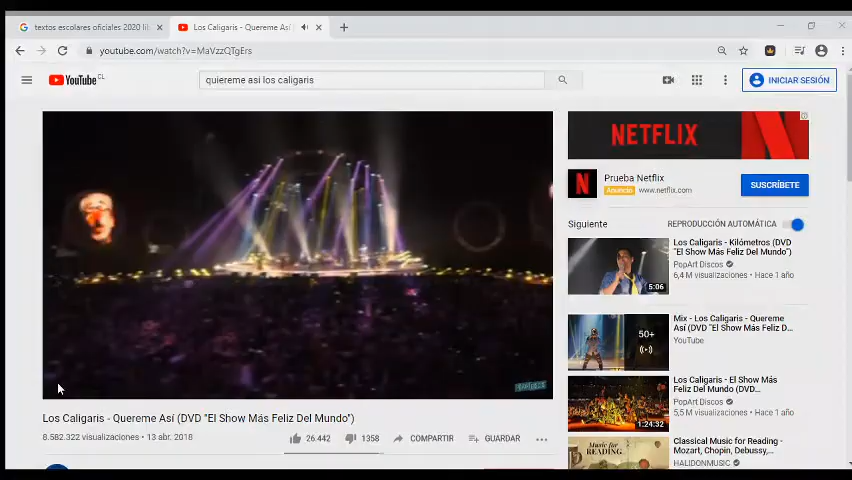 textos escolares oficiales 2020 li
Los Caligaris - Quereme Así (
youtube.com/watch?v=MaVzzQTgErs
YouTube CL
quiereme asi los caligaris
INICIAR SESIÓN
NETFLIX
Prueba Netflix
Anuncio www.netflix.com
SUSCRÍBETE
Siguiente
REPRODUCCIÓN AUTOMÁTICA
Los Caligaris - Kilómetros (DVD
"El Show Más Feliz Del Mundo")
PopArt Discos
6,4 M visualizaciones • Hace 1 año
5:06
Mix - Los Caligaris - Quereme
Así (DVD "El Show Más Feliz D...
YouTube
50+
Los Caligaris - El Show Más
Feliz Del Mundo (DVD...
PopArt Discos
5,5 M visualizaciones • Hace 1 año
1:24:32
Classical Music for Reading -
Mozart, Chopin, Debussy,...
HALIDONMUSIC
Music for
READING
Los Caligaris - Quereme Así (DVD "El Show Más Feliz Del Mundo")
8.582.322 visualizaciones • 13 abr. 2018
26.442
1358
COMPARTIR
GUARDAR